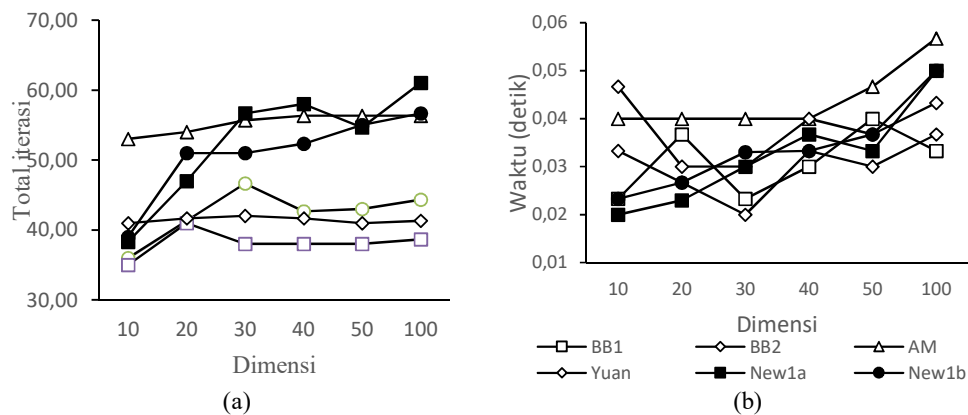 70,00
60,00
50,00
40,00
30,00
Total iterasi
10 20 30 40 50 100
Dimensi
(a)
0,06
0,05
0,04
0,03
0,02
0,01
Waktu (detik)
10 20 30 40 50 100
Dimensi
BB1 BB2 AM
Yuan New1a New1b
(b)